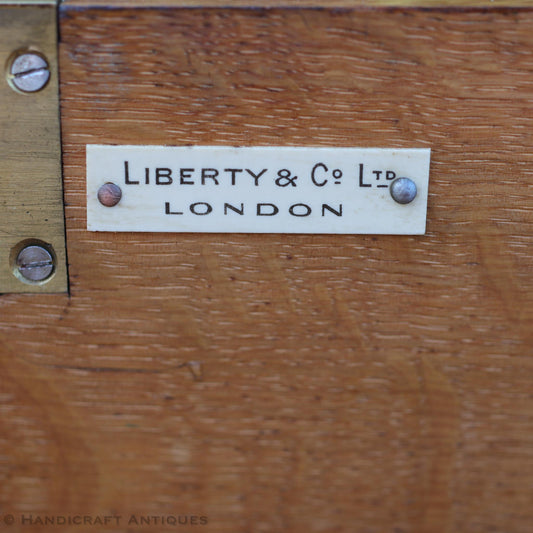 LIBERTY & Cº LTD
LONDON
© HANDICRAFT ANTIQUES